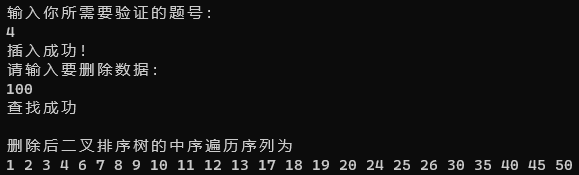 输入你所需要验证的题号:
4
插入成功!
请输入要删除数据:
100
查找成功
删除后二叉排序树的中序遍历序列为
1 2 3 4 6 7 8 9 10 11 12 13 17 18 19 20 24 25 26 30 35 40 45 50